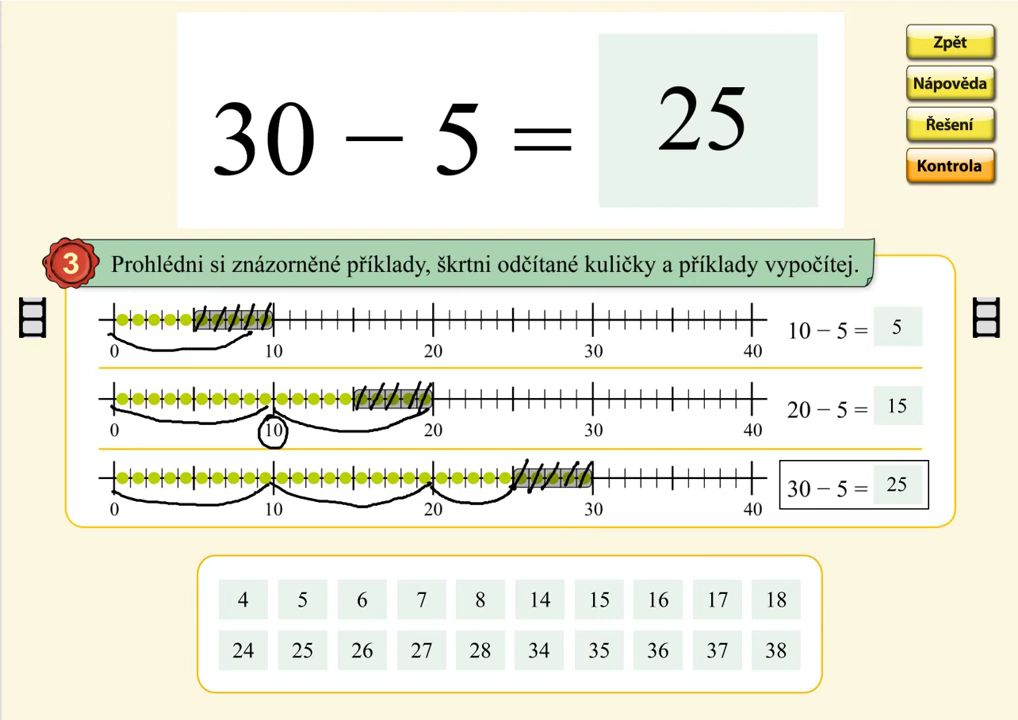 30 − 5 = 25
Zpět
Nápověda
Řešení
Kontrola
3 Prohlédni si znázorněné příklady, škrtni odčítané kuličky a příklady vypočítej.
0 10 20 30 40
10 − 5 = 5
0 10 20 30 40
20 − 5 = 15
0 10 20 30 40
30 − 5 = 25
4 5 6 7 8 14 15 16 17 18
24 25 26 27 28 34 35 36 37 38